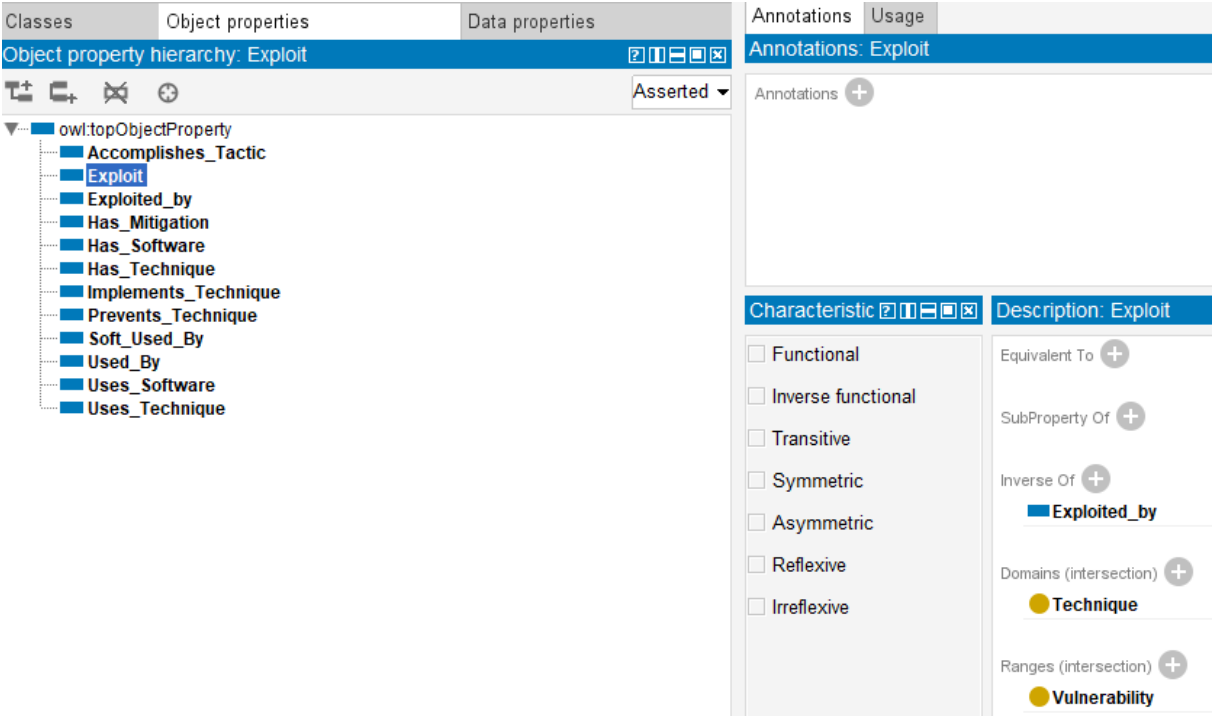 Classes
Object properties
Data properties
Object property hierarchy: Exploit
Asserted
owl:topObjectProperty
Accomplishes_Tactic
Exploit
Exploited_by
Has_Mitigation
Has_Software
Has_Technique
Implements_Technique
Prevents_Technique
Soft_Used_By
Used_By
Uses_Software
Uses_Technique
Annotations
Usage
Annotations: Exploit
Annotations
Characteristic
Functional
Inverse functional
Transitive
Symmetric
Asymmetric
Reflexive
Irreflexive
Description: Exploit
Equivalent To
SubProperty Of
Inverse Of
Exploited_by
Domains (intersection)
Technique
Ranges (intersection)
Vulnerability